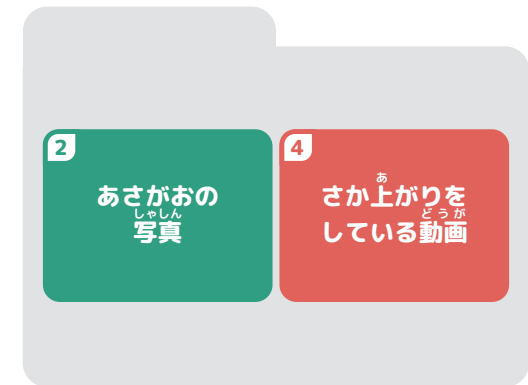 2
あさがおの
しゃしん
写真
4
あ
さか上がりを
どうが
している動画